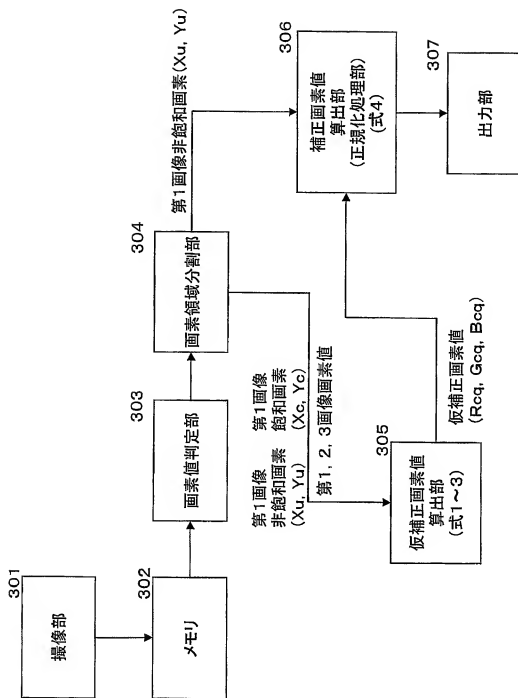 301
撮像部
302
メモリ
303
画素値判定部
304
画素領域分割部
第1画像非飽和画素(Xu, Yu)
第1画像
非飽和画素
(Xu, Yu)
第1画像
飽和画素
(Xc, Yc)
第1, 2, 3画像画素値
305
仮補正画素値
算出部
(式1~3)
仮補正画素値
(Rcq, Gcq, Bcq)
306
補正画素値
算出部
(正規化処理部)
(式4)
307
出力部